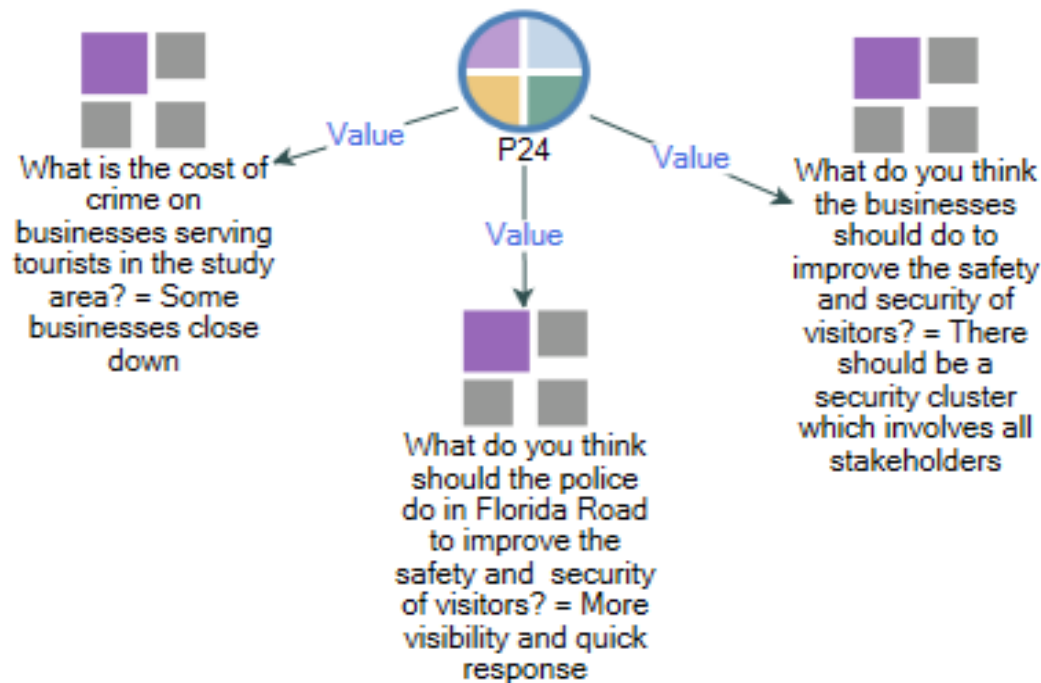 P24
Value
Value
Value
What is the cost of
crime on
businesses serving
tourists in the study
area? = Some
businesses close
down
What do you think
should the police
do in Florida Road
to improve the
safety and  security
of visitors? = More
visibility and quick
response
What do you think
the businesses
should do to
improve the safety
and security of
visitors? = There
should be a
security cluster
which involves all
stakeholders